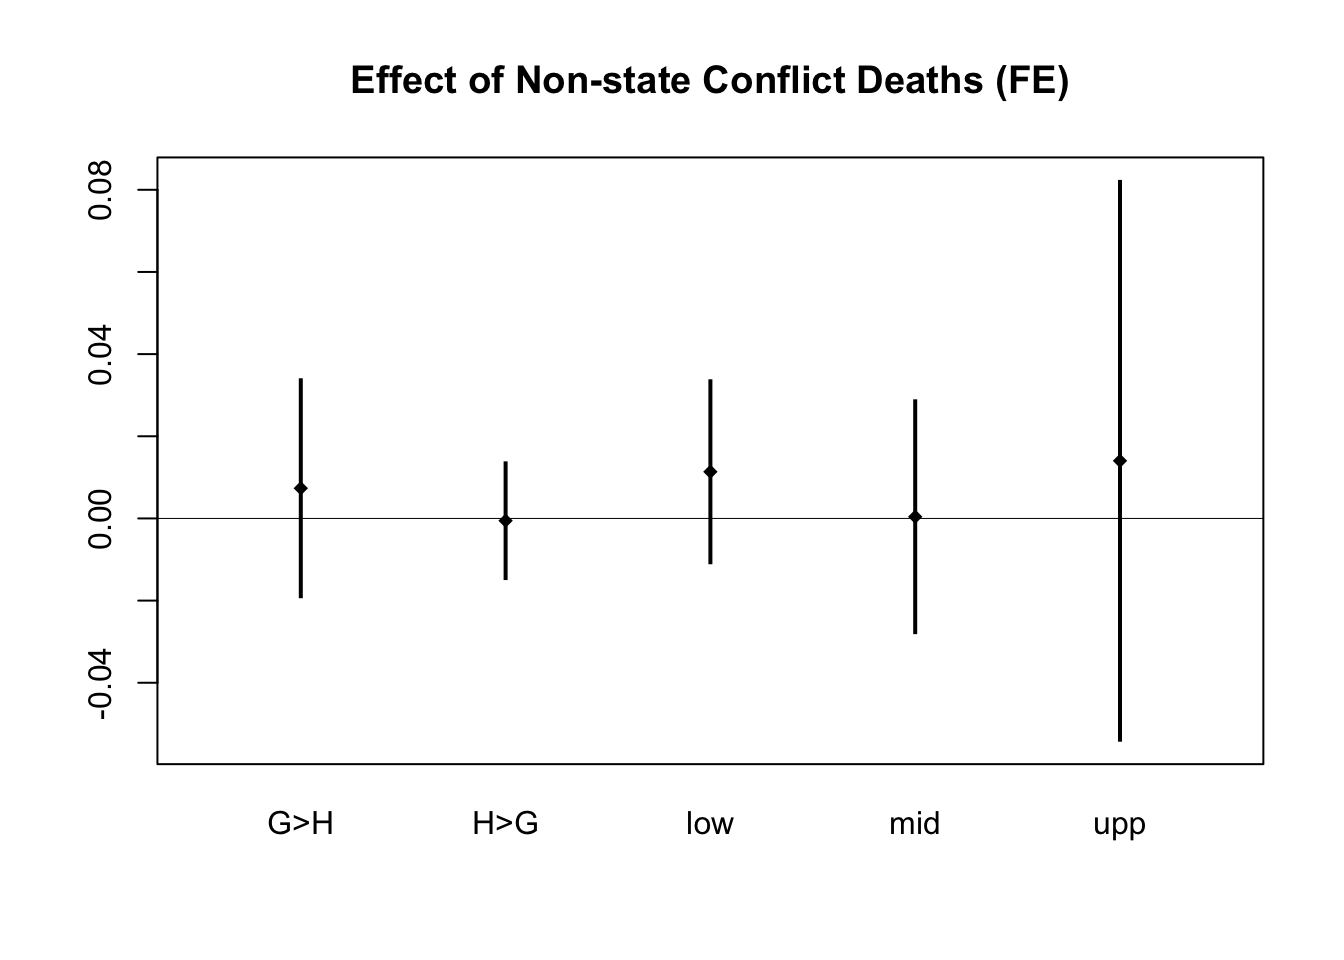 Effect of Non-state Conflict Deaths (FE)
0.08
0.04
0.00
-0.04
G>H H>G low mid upp